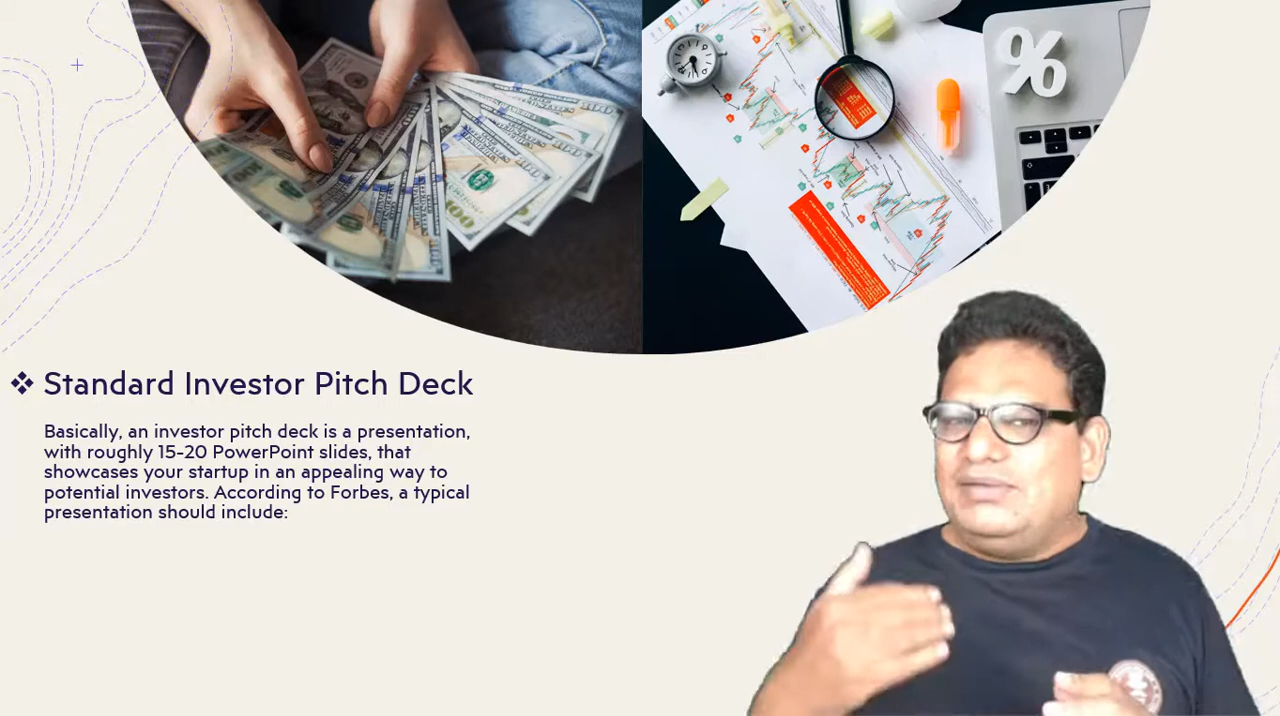 %
❖ Standard Investor Pitch Deck
Basically, an investor pitch deck is a presentation,
with roughly 15-20 PowerPoint slides, that
showcases your startup in an appealing way to
potential investors. According to Forbes, a typical
presentation should include: